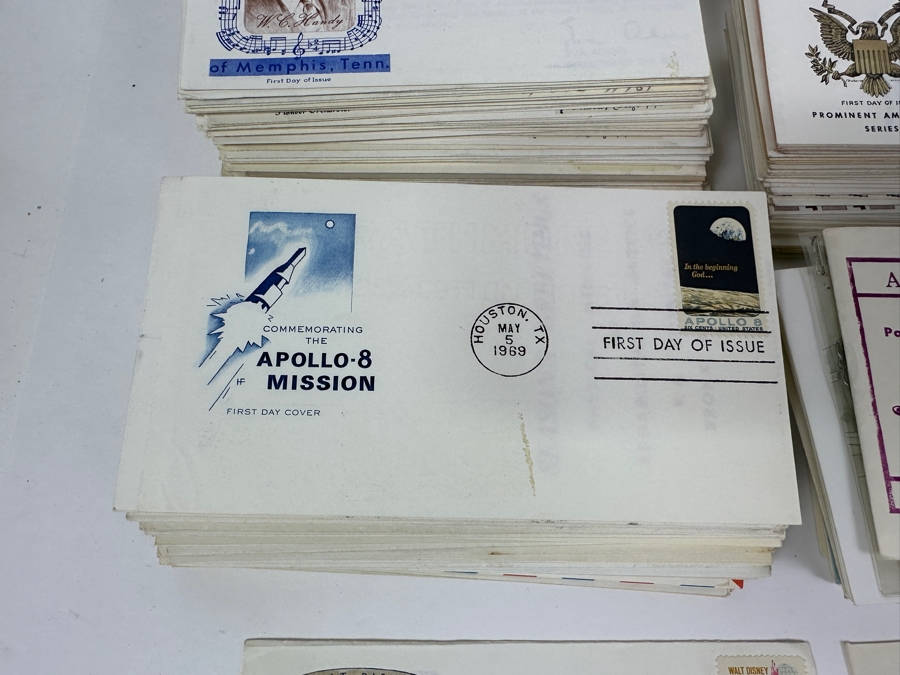 W.C. Handy
of Memphis, Tenn.
First Day of Issue
FIRST DAY OF
PROMINENT AM
SERIES
COMMEMORATING
THE
APOLLO-8
MISSION
HF
FIRST DAY COVER
HOUSTON, TX
MAY
5
1969
In the beginning
God...
APOLLO 8
SIX CENTS UNITED STATES
FIRST DAY OF ISSUE
A
Po
WALT DISNEY